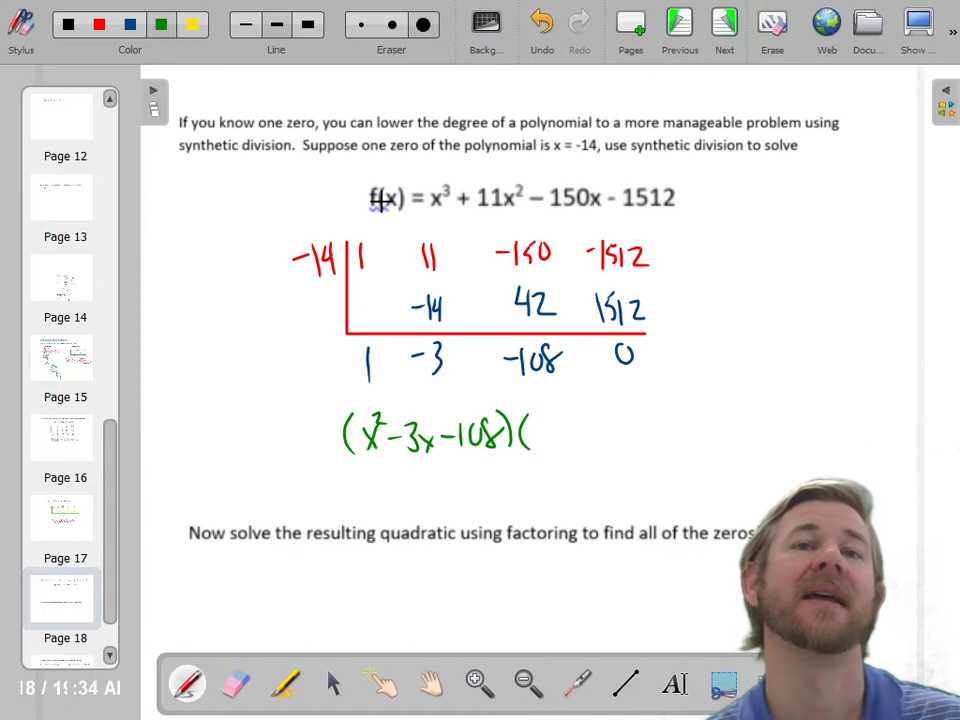 Stylus Color Line Eraser Backg... Undo Redo Pages Previous Next Erase Web Docu... Show ... »
If you know one zero, you can lower the degree of a polynomial to a more manageable problem using
synthetic division. Suppose one zero of the polynomial is x = -14, use synthetic division to solve
f(x) = x³ + 11x² – 150x - 1512
-14 1 11 -150 -1512
-14 42 1512
1 -3 -108 0
(x²-3x-108)(
Now solve the resulting quadratic using factoring to find all of the zeros
Page 12
Page 13
Page 14
Page 15
Page 16
Page 17
Page 18
18 / 19:34 AI
A